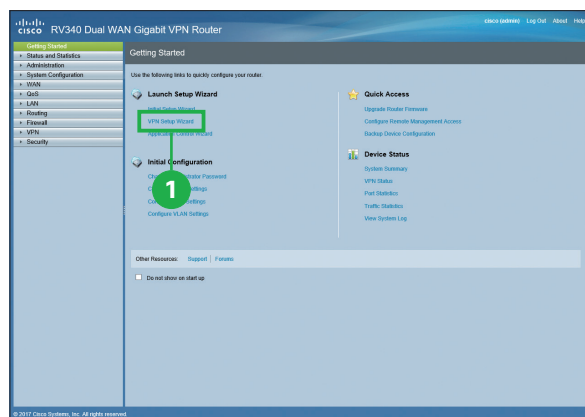 cisco RV340 Dual WAN Gigabit VPN Router
cisco (admin) Log Out About Help
Getting Started
Status and Statistics
Administration
System Configuration
WAN
QoS
LAN
Routing
Firewall
VPN
Security
Getting Started
Use the following links to quickly configure your router.
Launch Setup Wizard
Initial Setup Wizard
VPN Setup Wizard
Application Control Wizard
Initial Configuration
1
Configure VLAN Settings
Quick Access
Upgrade Router Firmware
Configure Remote Management Access
Backup Device Configuration
Device Status
System Summary
VPN Status
Port Statistics
Traffic Statistics
View System Log
Other Resources: Support | Forums
Do not show on start up
© 2017 Cisco Systems, Inc. All rights reserved.